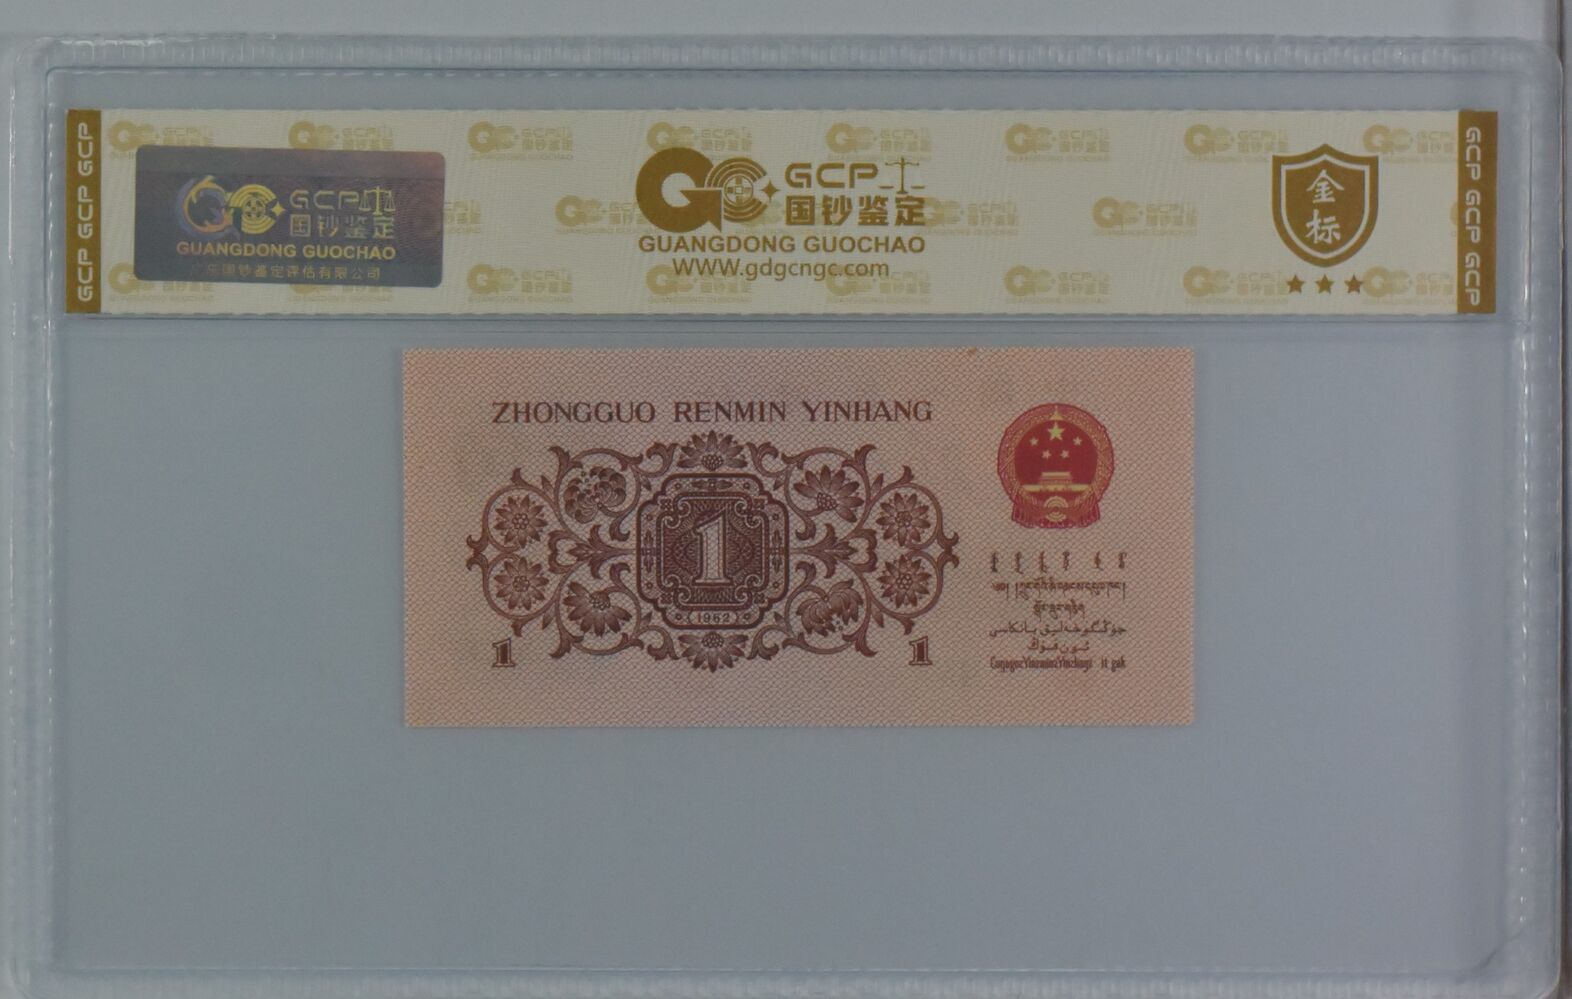 GCP GCP GCP
GCP
国钞鉴定
GUANGDONG GUOCHAO
广东国钞鉴定评估有限公司
GCP
国钞鉴定
GUANGDONG GUOCHAO
WWW.gdgcngc.com
金
标
GCP GCP GCP
ZHONGGUO RENMIN YINHANG
1
(1962)
1
1
جۇڭگوخەلىق بانكاسى